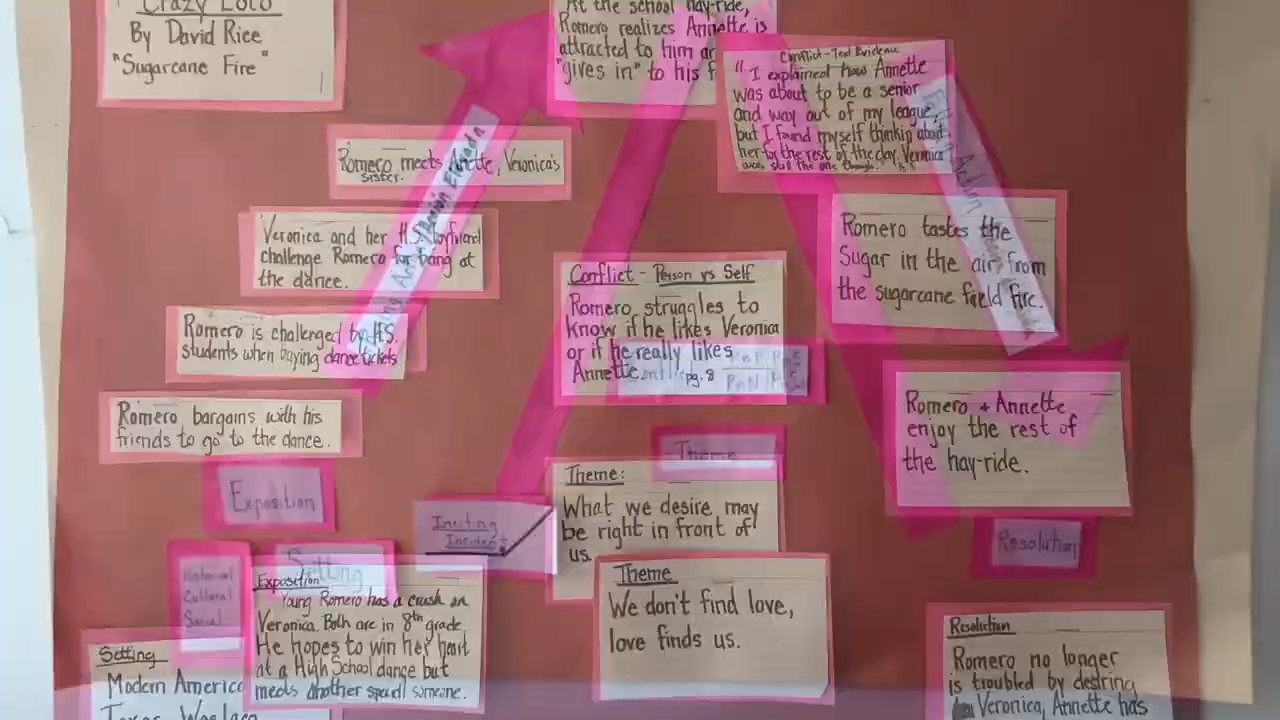 Crazy Loco
By David Rice
"Sugarcane Fire"
At the school hay-ride,
Romero realizes Annette is
attracted to him
"gives in" to his
Conflict - Text Evidence
"I explained how Annette
was about to be a senior
and way out of my league,
but I found myself thinkin about
her for the rest of the day. Veronica
was still the one though."
Romero meets Anette, Veronica's
sister.
Veronica and her H.S. boyfriend
challenge Romero for being at
the dance.
Romero is challenged by H.S.
students when buying dance tickets
Romero bargains with his
friends to go to the dance.
Conflict - Person vs Self
Romero struggles to
know if he likes Veronica
or if he really likes
Annette. pg. 8
Romero tastes the
Sugar in the air from
the sugarcane field fire.
Romero + Annette
enjoy the rest of
the hay-ride.
Exposition
Inciting
Incident
Theme
Theme:
What we desire may
be right in front of
us.
Theme
We don't find love,
love finds us.
Resolution
Historical
Cultural
Social
Setting
Exposition
Young Romero has a crush on
Veronica. Both are in 8th grade.
He hopes to win her heart
at a High School dance but
meets another special someone.
Setting
Modern America
Texas
Resolution
Romero no longer
is troubled by desiring
Veronica, Annette has